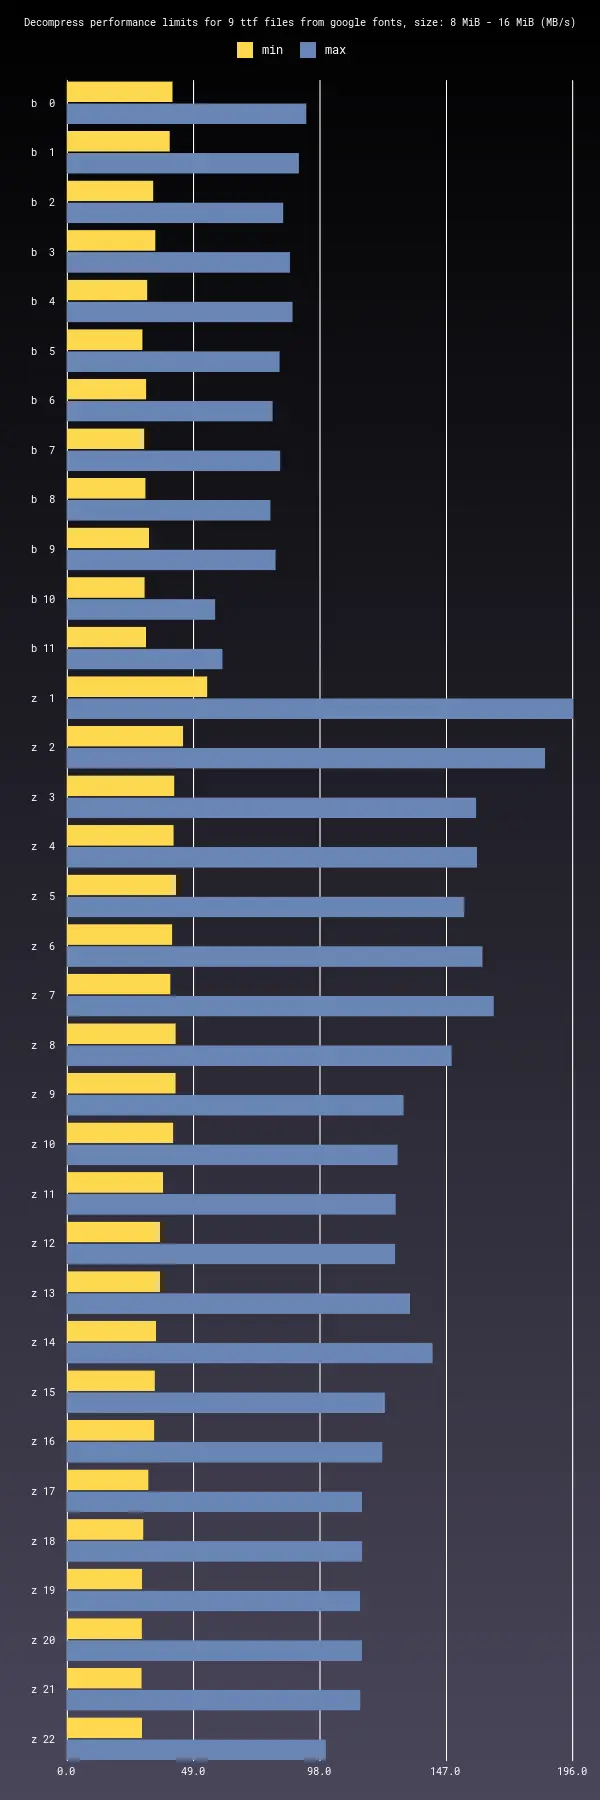 Decompress performance limits for 9 ttf files from google fonts, size: 8 MiB - 16 MiB (MB/s)
min max
b 0
b 1
b 2
b 3
b 4
b 5
b 6
b 7
b 8
b 9
b 10
b 11
z 1
z 2
z 3
z 4
z 5
z 6
z 7
z 8
z 9
z 10
z 11
z 12
z 13
z 14
z 15
z 16
z 17
z 18
z 19
z 20
z 21
z 22
0.0 49.0 98.0 147.0 196.0